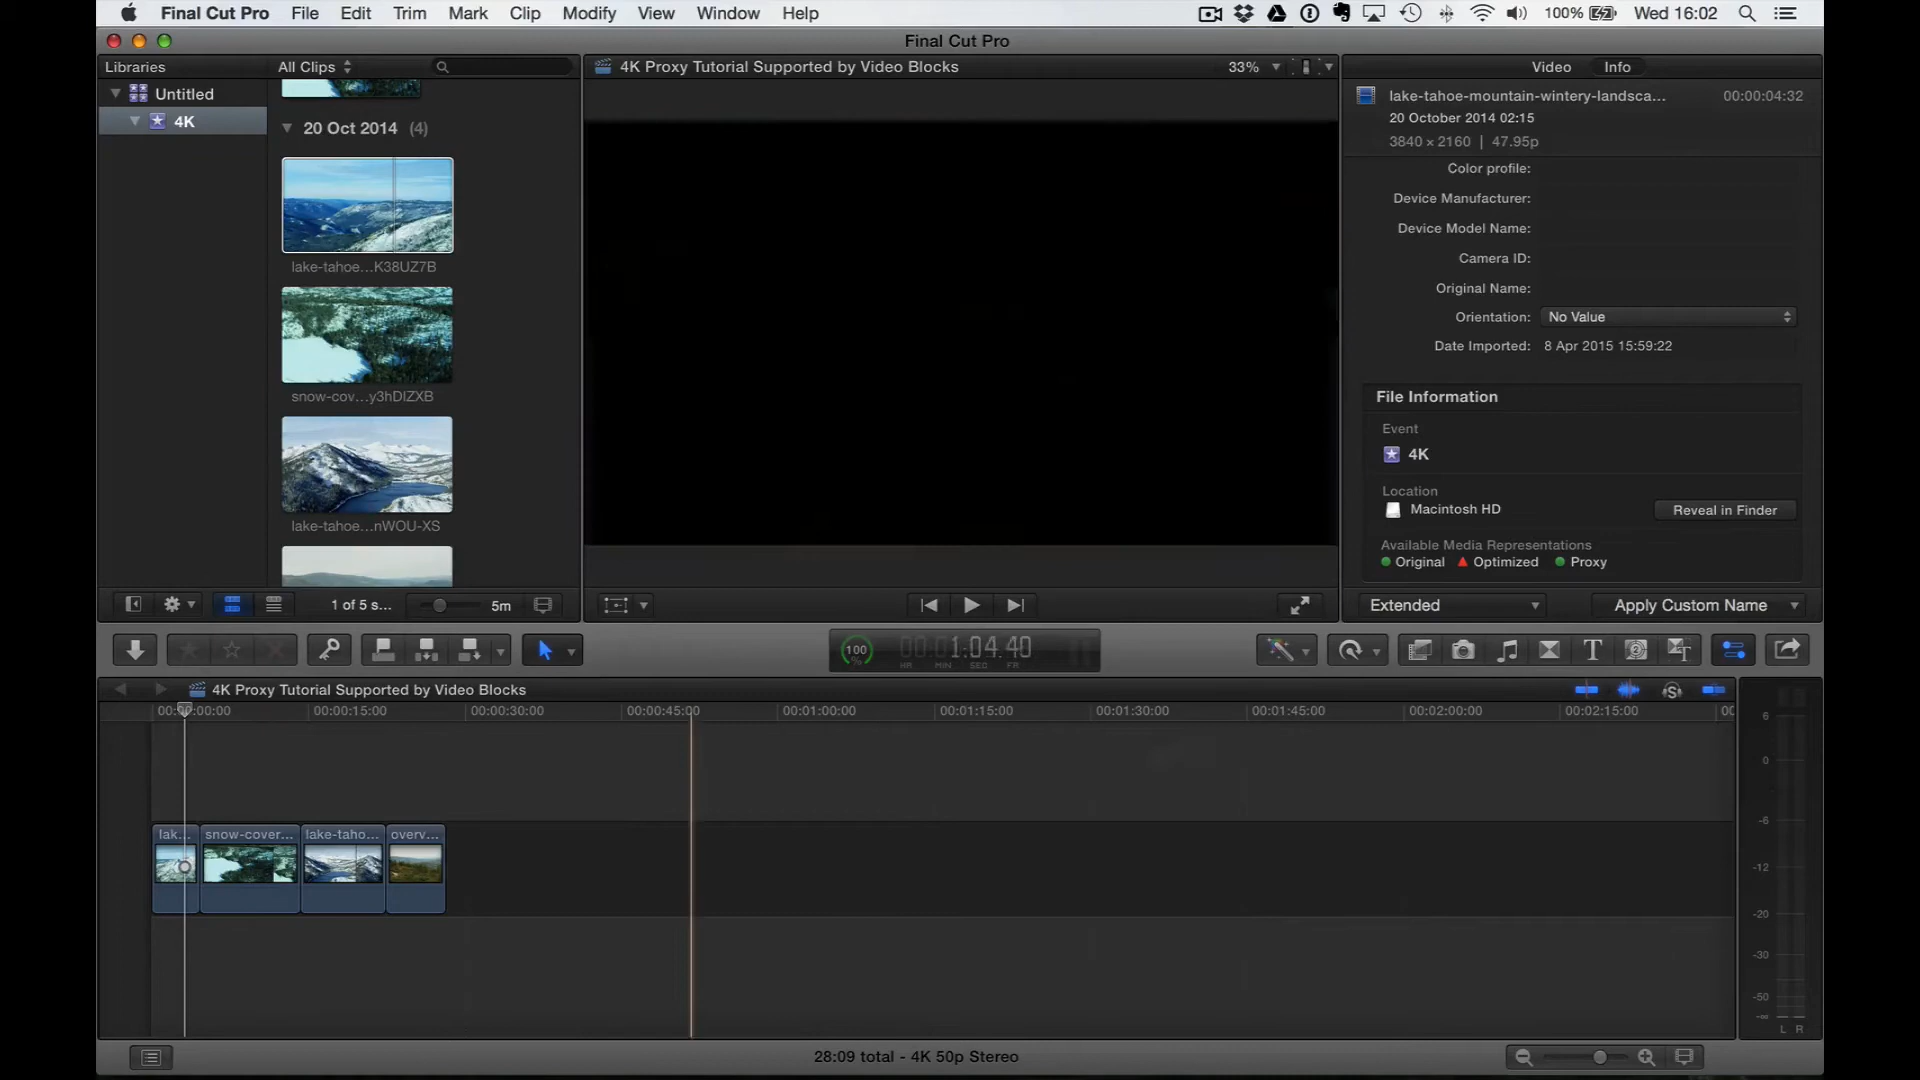 Final Cut Pro File Edit Trim Mark Clip Modify View Window Help 100% Wed 16:02
Final Cut Pro
Libraries
All Clips
4K Proxy Tutorial Supported by Video Blocks
33%
Video
Info
Untitled
4K
20 Oct 2014 (4)
lake-tahoe...K38UZ7B
snow-cov...y3hDIZXB
lake-tahoe...nWOU-XS
lake-tahoe-mountain-wintery-landsca...
00:00:04:32
20 October 2014 02:15
3840 × 2160 | 47.95p
Color profile:
Device Manufacturer:
Device Model Name:
Camera ID:
Original Name:
Orientation: No Value
Date Imported: 8 Apr 2015 15:59:22
File Information
Event
4K
Location
Macintosh HD
Reveal in Finder
Available Media Representations
Original Optimized Proxy
1 of 5 s...
5m
Extended
Apply Custom Name
100
%
1:04.40
HR MIN SEC FR
4K Proxy Tutorial Supported by Video Blocks
00:00:00:00 00:00:15:00 00:00:30:00 00:00:45:00 00:01:00:00 00:01:15:00 00:01:30:00 00:01:45:00 00:02:00:00 00:02:15:00
lak... snow-cover... lake-taho... overv...
6
0
-6
-12
-20
-30
-50
-∞
L R
28:09 total - 4K 50p Stereo